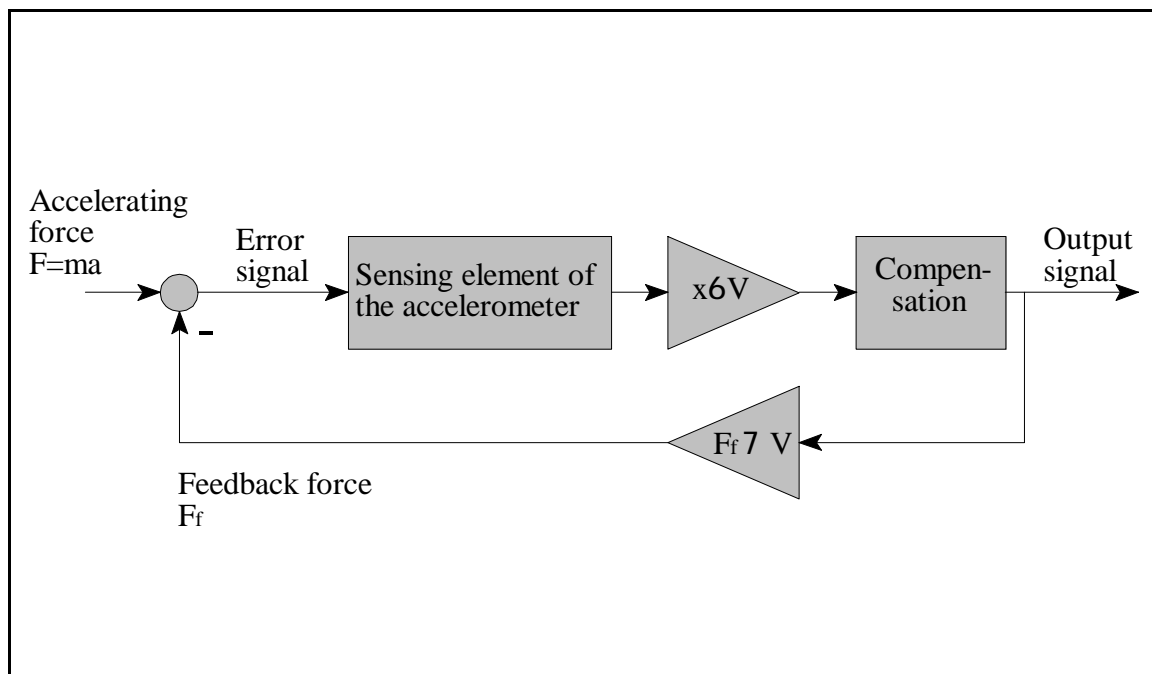 Accelerating
force
F=ma
Error
signal
Sensing element of
the accelerometer
x6V
Compen-
sation
Output
signal
Ff 7 V
Feedback force
Ff
-